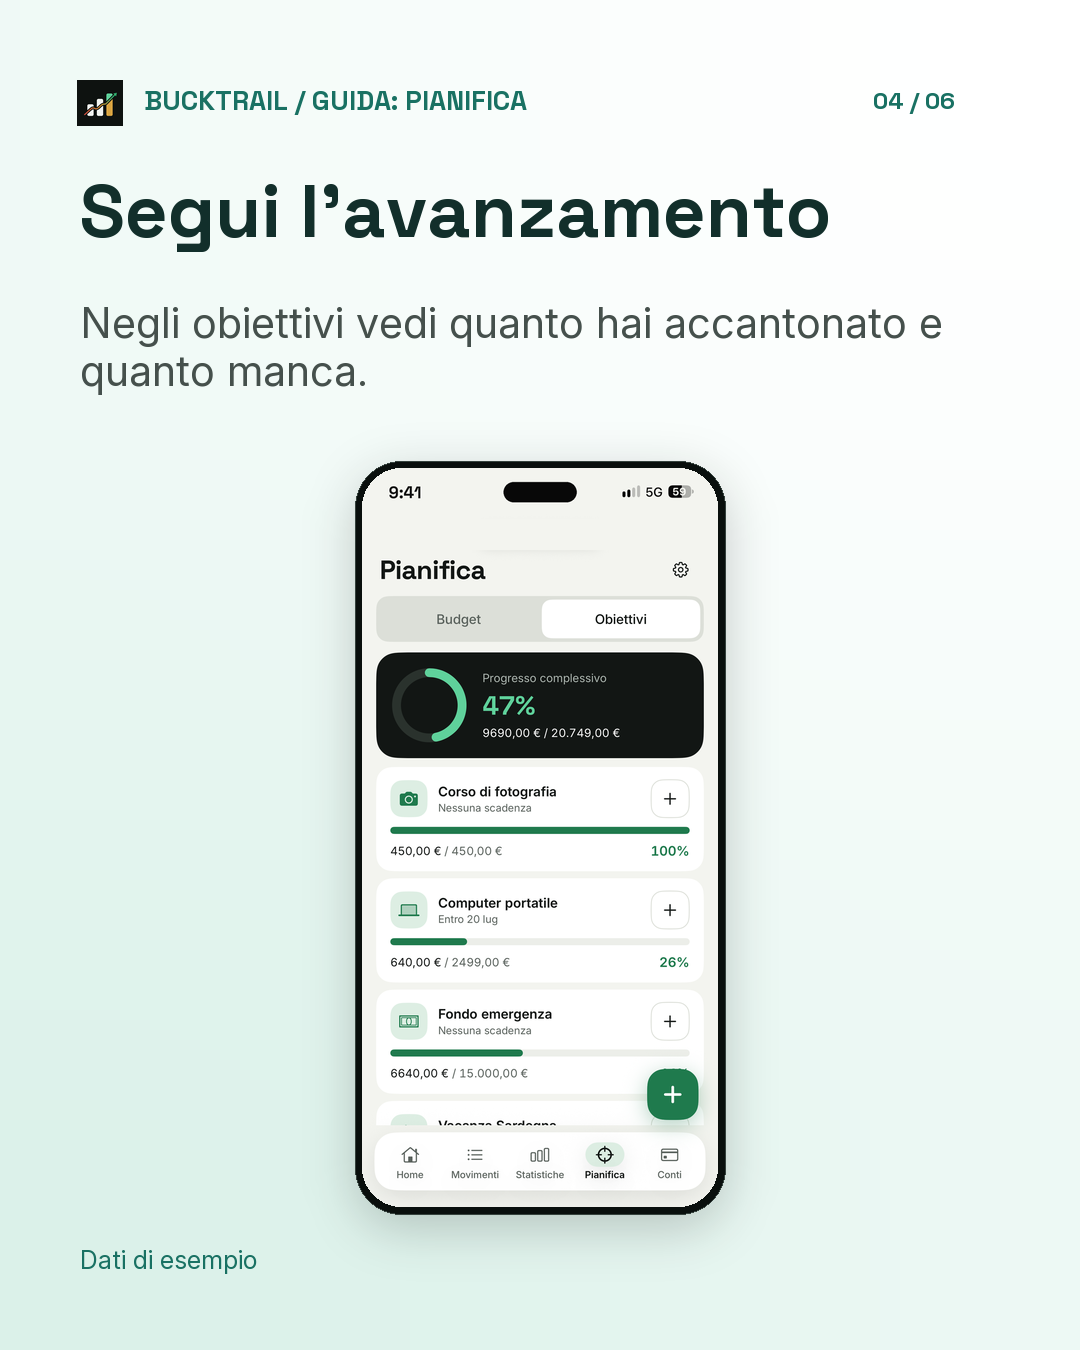 BUCKTRAIL / GUIDA: PIANIFICA
04 / 06
Segui l’avanzamento
Negli obiettivi vedi quanto hai accantonato e
quanto manca.
9:41
5G
59
Pianifica
Budget
Obiettivi
Progresso complessivo
47%
9690,00 € / 20.749,00 €
Corso di fotografia
Nessuna scadenza
450,00 € / 450,00 €
100%
Computer portatile
Entro 20 lug
640,00 € / 2499,00 €
26%
Fondo emergenza
Nessuna scadenza
6640,00 € / 15.000,00 €
Vacanza Sardegna
Home
Movimenti
Statistiche
Pianifica
Conti
Dati di esempio